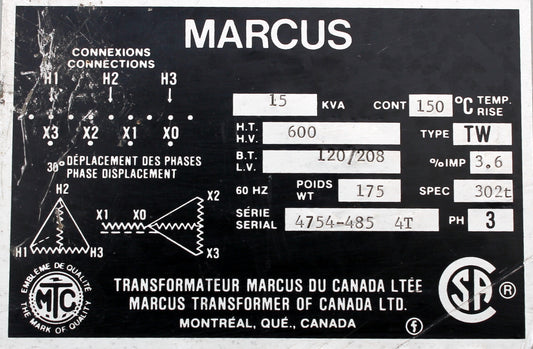 MARCUS
CONNEXIONS
CONNECTIONS
H1 H2 H3
X3 X2 X1 X0
30° DÉPLACEMENT DES PHASES
PHASE DISPLACEMENT
H2
H1 H3
X1 X0 X2
X3
15 KVA CONT 150 °C TEMP. RISE
H.T. H.V. 600 TYPE TW
B.T. L.V. 120/208 % IMP 3.6
60 HZ POIDS WT 175 SPEC 302t
SÉRIE SERIAL 4754-485 4T PH 3
EMBLÈME DE QUALITÉ
MTC
THE MARK OF QUALITY
TRANSFORMATEUR MARCUS DU CANADA LTÉE
MARCUS TRANSFORMER OF CANADA LTD.
MONTRÉAL, QUÉ., CANADA
f
CSA ®